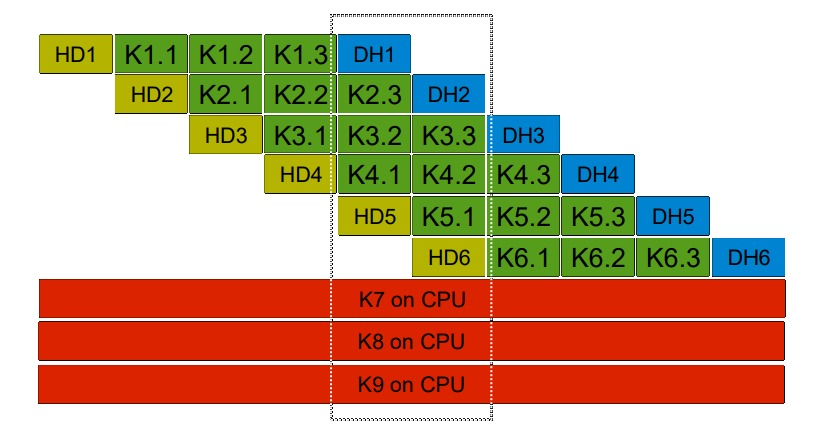 HD1 K1.1 K1.2 K1.3 DH1
HD2 K2.1 K2.2 K2.3 DH2
HD3 K3.1 K3.2 K3.3 DH3
HD4 K4.1 K4.2 K4.3 DH4
HD5 K5.1 K5.2 K5.3 DH5
HD6 K6.1 K6.2 K6.3 DH6
K7 on CPU
K8 on CPU
K9 on CPU